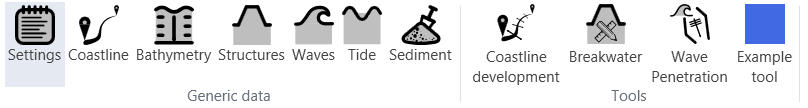 Settings Coastline Bathymetry Structures Waves Tide Sediment
Generic data
Coastline development Breakwater Wave Penetration Example tool
Tools